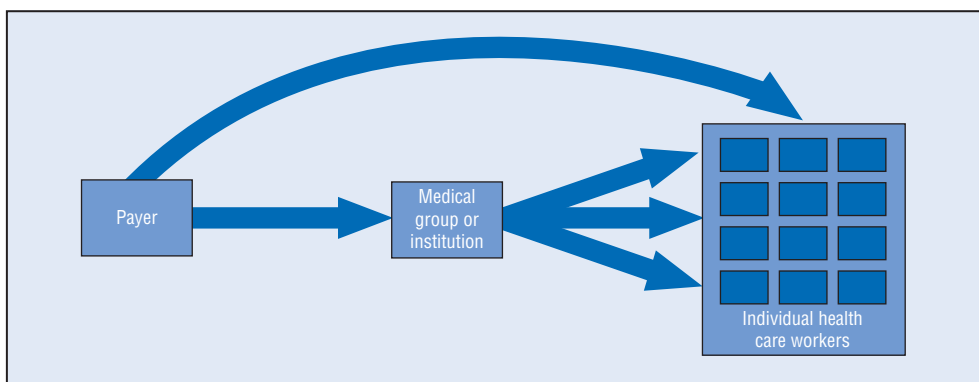 Payer
Medical
group or
institution
Individual health
care workers